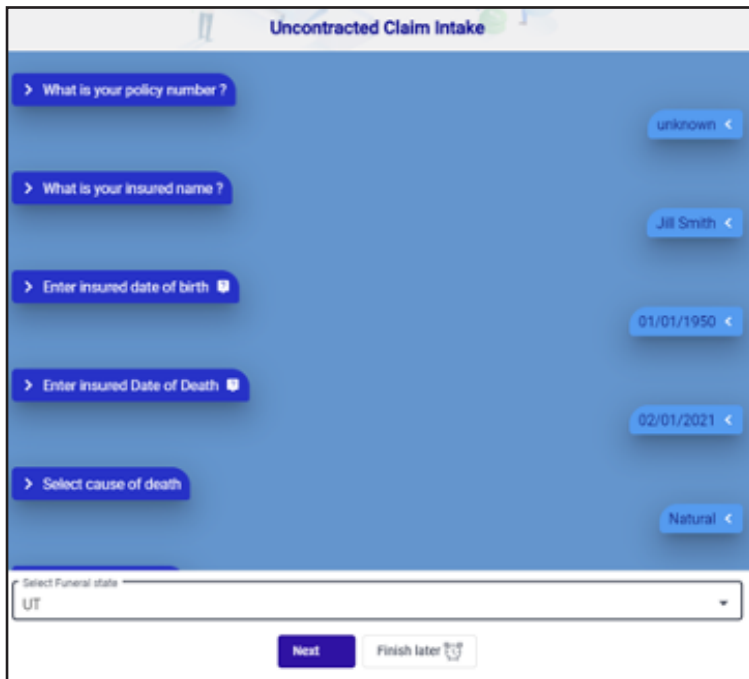 Uncontracted Claim Intake
What is your policy number ?
unknown
What is your insured name ?
Jill Smith
Enter insured date of birth
01/01/1950
Enter insured Date of Death
02/01/2021
Select cause of death
Natural
Select Funeral state
UT
Next
Finish later